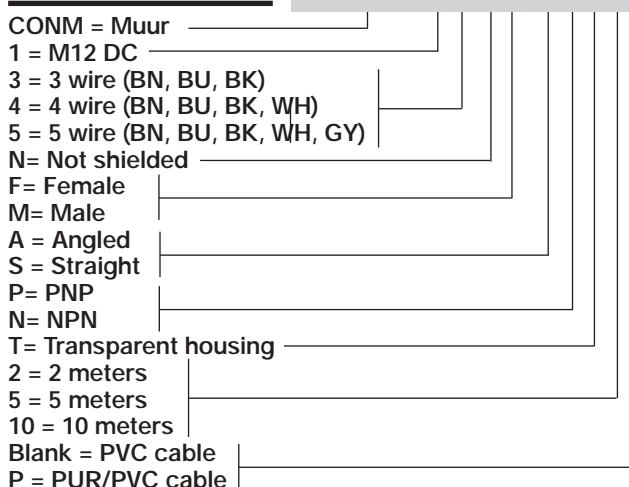 CONM = Muur
1 = M12 DC
3 = 3 wire (BN, BU, BK)
4 = 4 wire (BN, BU, BK, WH)
5 = 5 wire (BN, BU, BK, WH, GY)
N= Not shielded
F= Female
M= Male
A = Angled
S = Straight
P= PNP
N= NPN
T= Transparent housing
2 = 2 meters
5 = 5 meters
10 = 10 meters
Blank = PVC cable
P = PUR/PVC cable